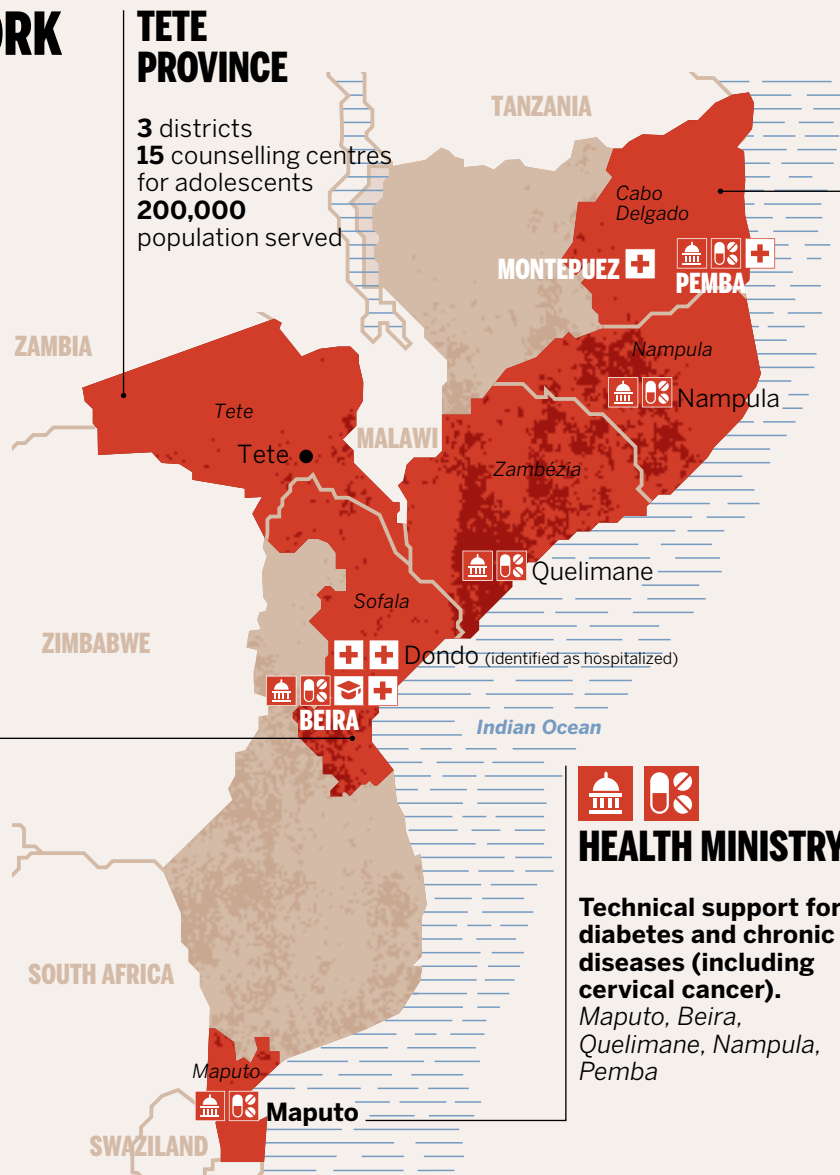 ORK
TETE
PROVINCE
3 districts
15 counselling centres
for adolescents
200,000
population served
TANZANIA
Cabo
Delgado
MONTEPUEZ
PEMBA
ZAMBIA
Nampula
Nampula
Tete
MALAWI
Tete
Zambézia
Quelimane
Sofala
ZIMBABWE
Dondo (identified as hospitalized)
BEIRA
Indian Ocean
HEALTH MINISTRY
Technical support for
diabetes and chronic
diseases (including
cervical cancer).
Maputo, Beira,
Quelimane, Nampula,
Pemba
SOUTH AFRICA
Maputo
Maputo
SWAZILAND